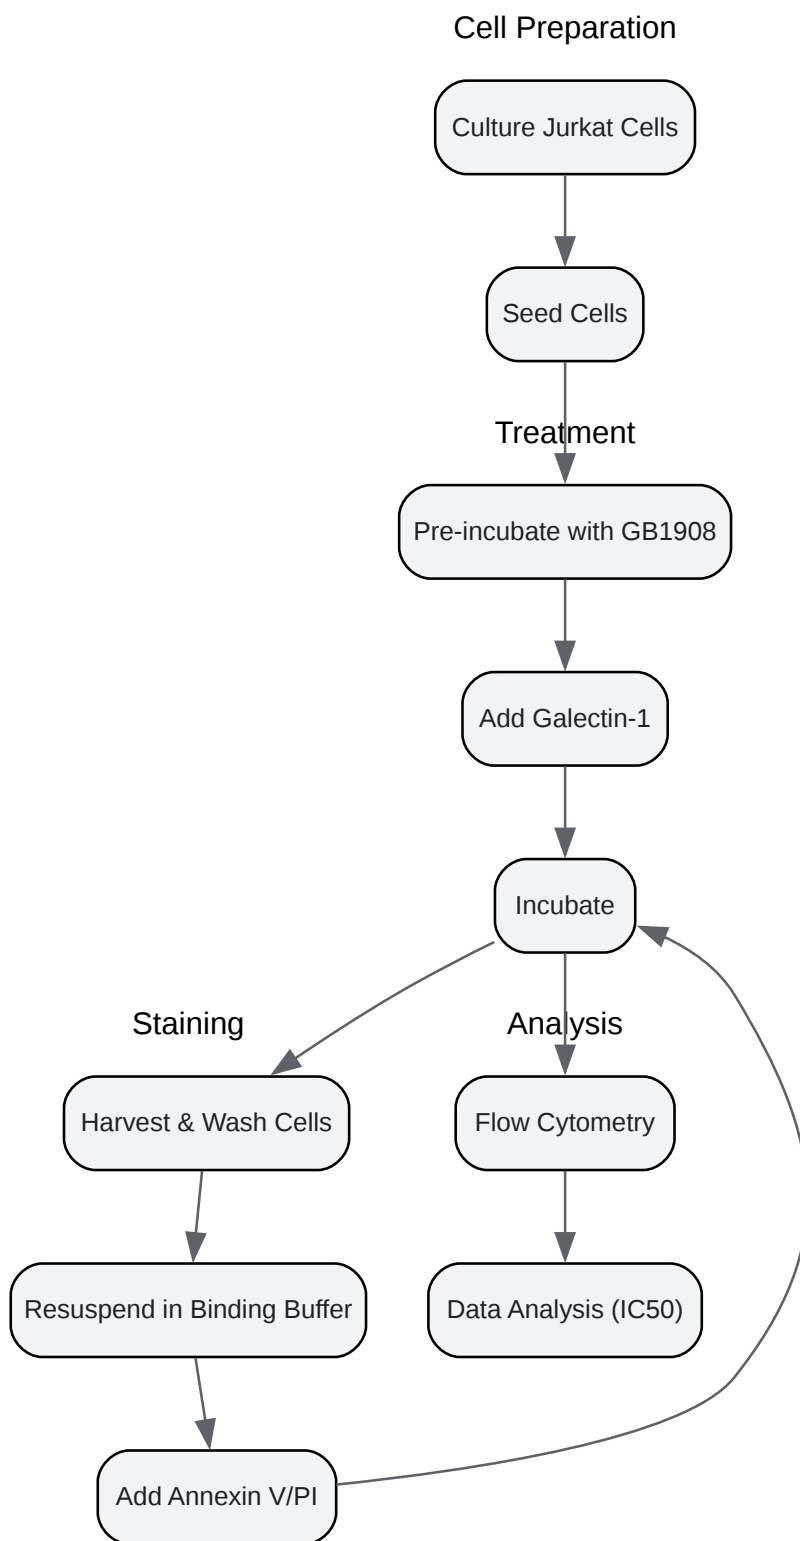 Cell Preparation
Culture Jurkat Cells
Seed Cells
Treatment
Pre-incubate with GB1908
Add Galectin-1
Incubate
Staining
Analysis
Harvest & Wash Cells
Flow Cytometry
Resuspend in Binding Buffer
Data Analysis (IC50)
Add Annexin V/PI